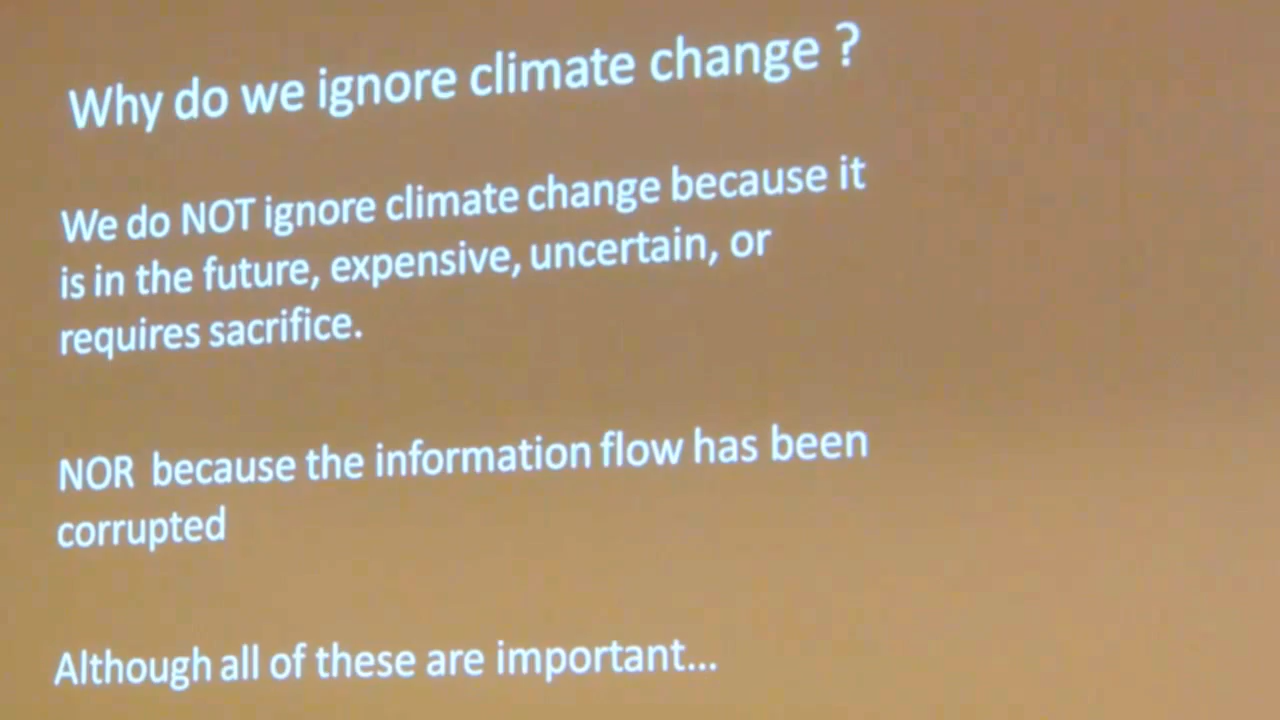 Why do we ignore climate change ?
We do NOT ignore climate change because it
is in the future, expensive, uncertain, or
requires sacrifice.
NOR because the information flow has been
corrupted
Although all of these are important...